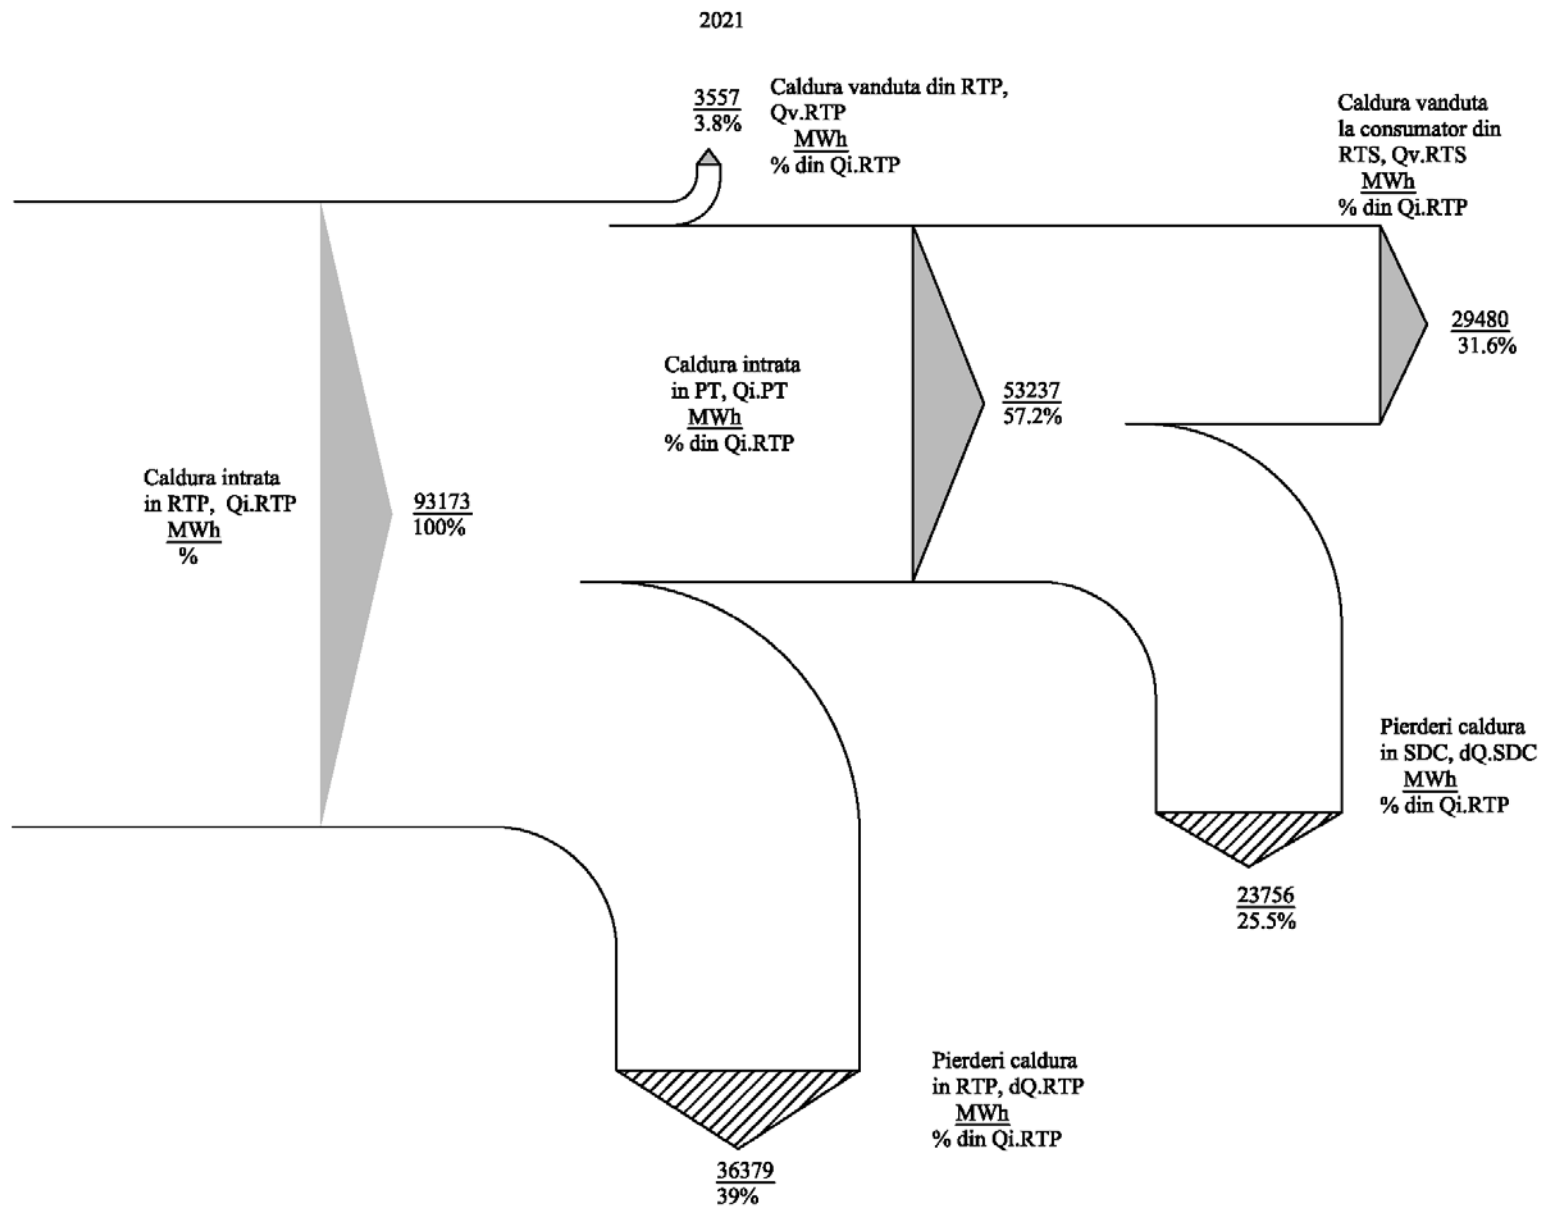 2021
3557
3.8%
Caldura vanduta din RTP,
Qv.RTP
MWh
% din Qi.RTP
Caldura vanduta
la consumator din
RTS, Qv.RTS
MWh
% din Qi.RTP
29480
31.6%
Caldura intrata
in PT, Qi.PT
MWh
% din Qi.RTP
53237
57.2%
Caldura intrata
in RTP, Qi.RTP
MWh
%
93173
100%
Pierderi caldura
in SDC, dQ.SDC
MWh
% din Qi.RTP
23756
25.5%
Pierderi caldura
in RTP, dQ.RTP
MWh
% din Qi.RTP
36379
39%